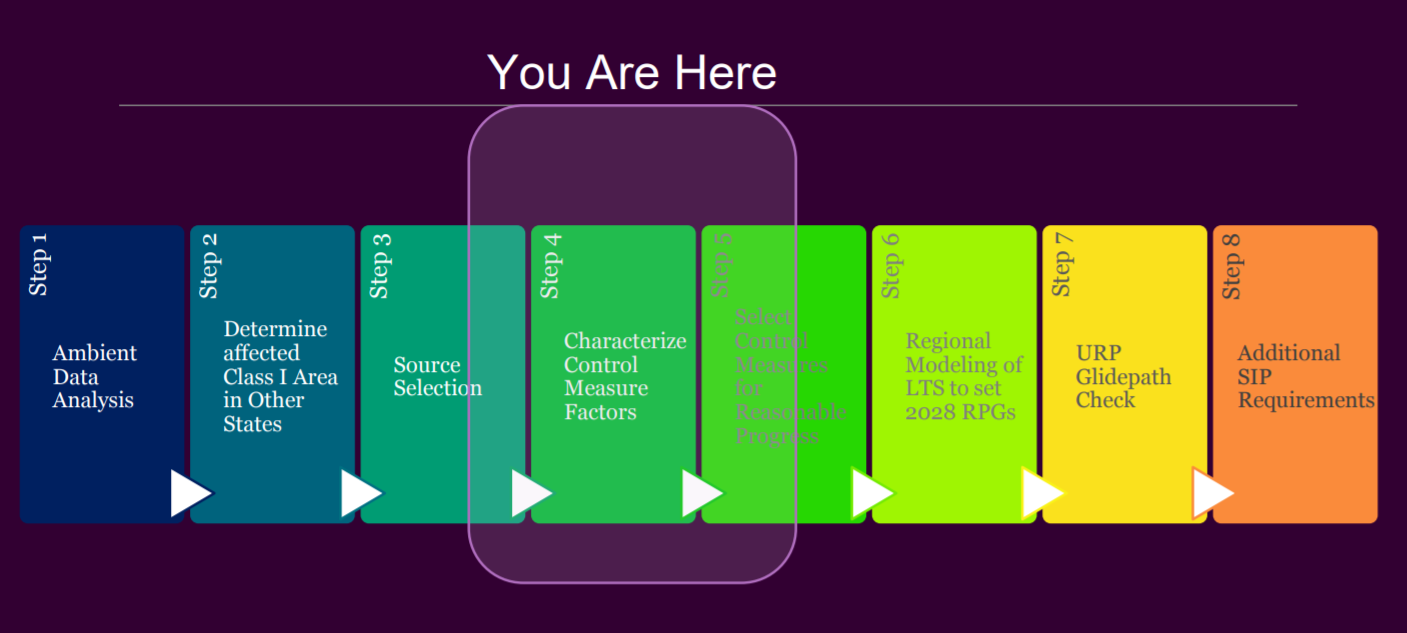 You Are Here
Step 1
Ambient
Data
Analysis
Step 2
Determine
affected
Class I Area
in Other
States
Step 3
Source
Selection
Step 4
Characterize
Control
Measure
Factors
Step 5
Select
Control
Measures
for
Reasonable
Progress
Step 6
Regional
Modeling of
LTS to set
2028 RPGs
Step 7
URP
Glidepath
Check
Step 8
Additional
SIP
Requirements